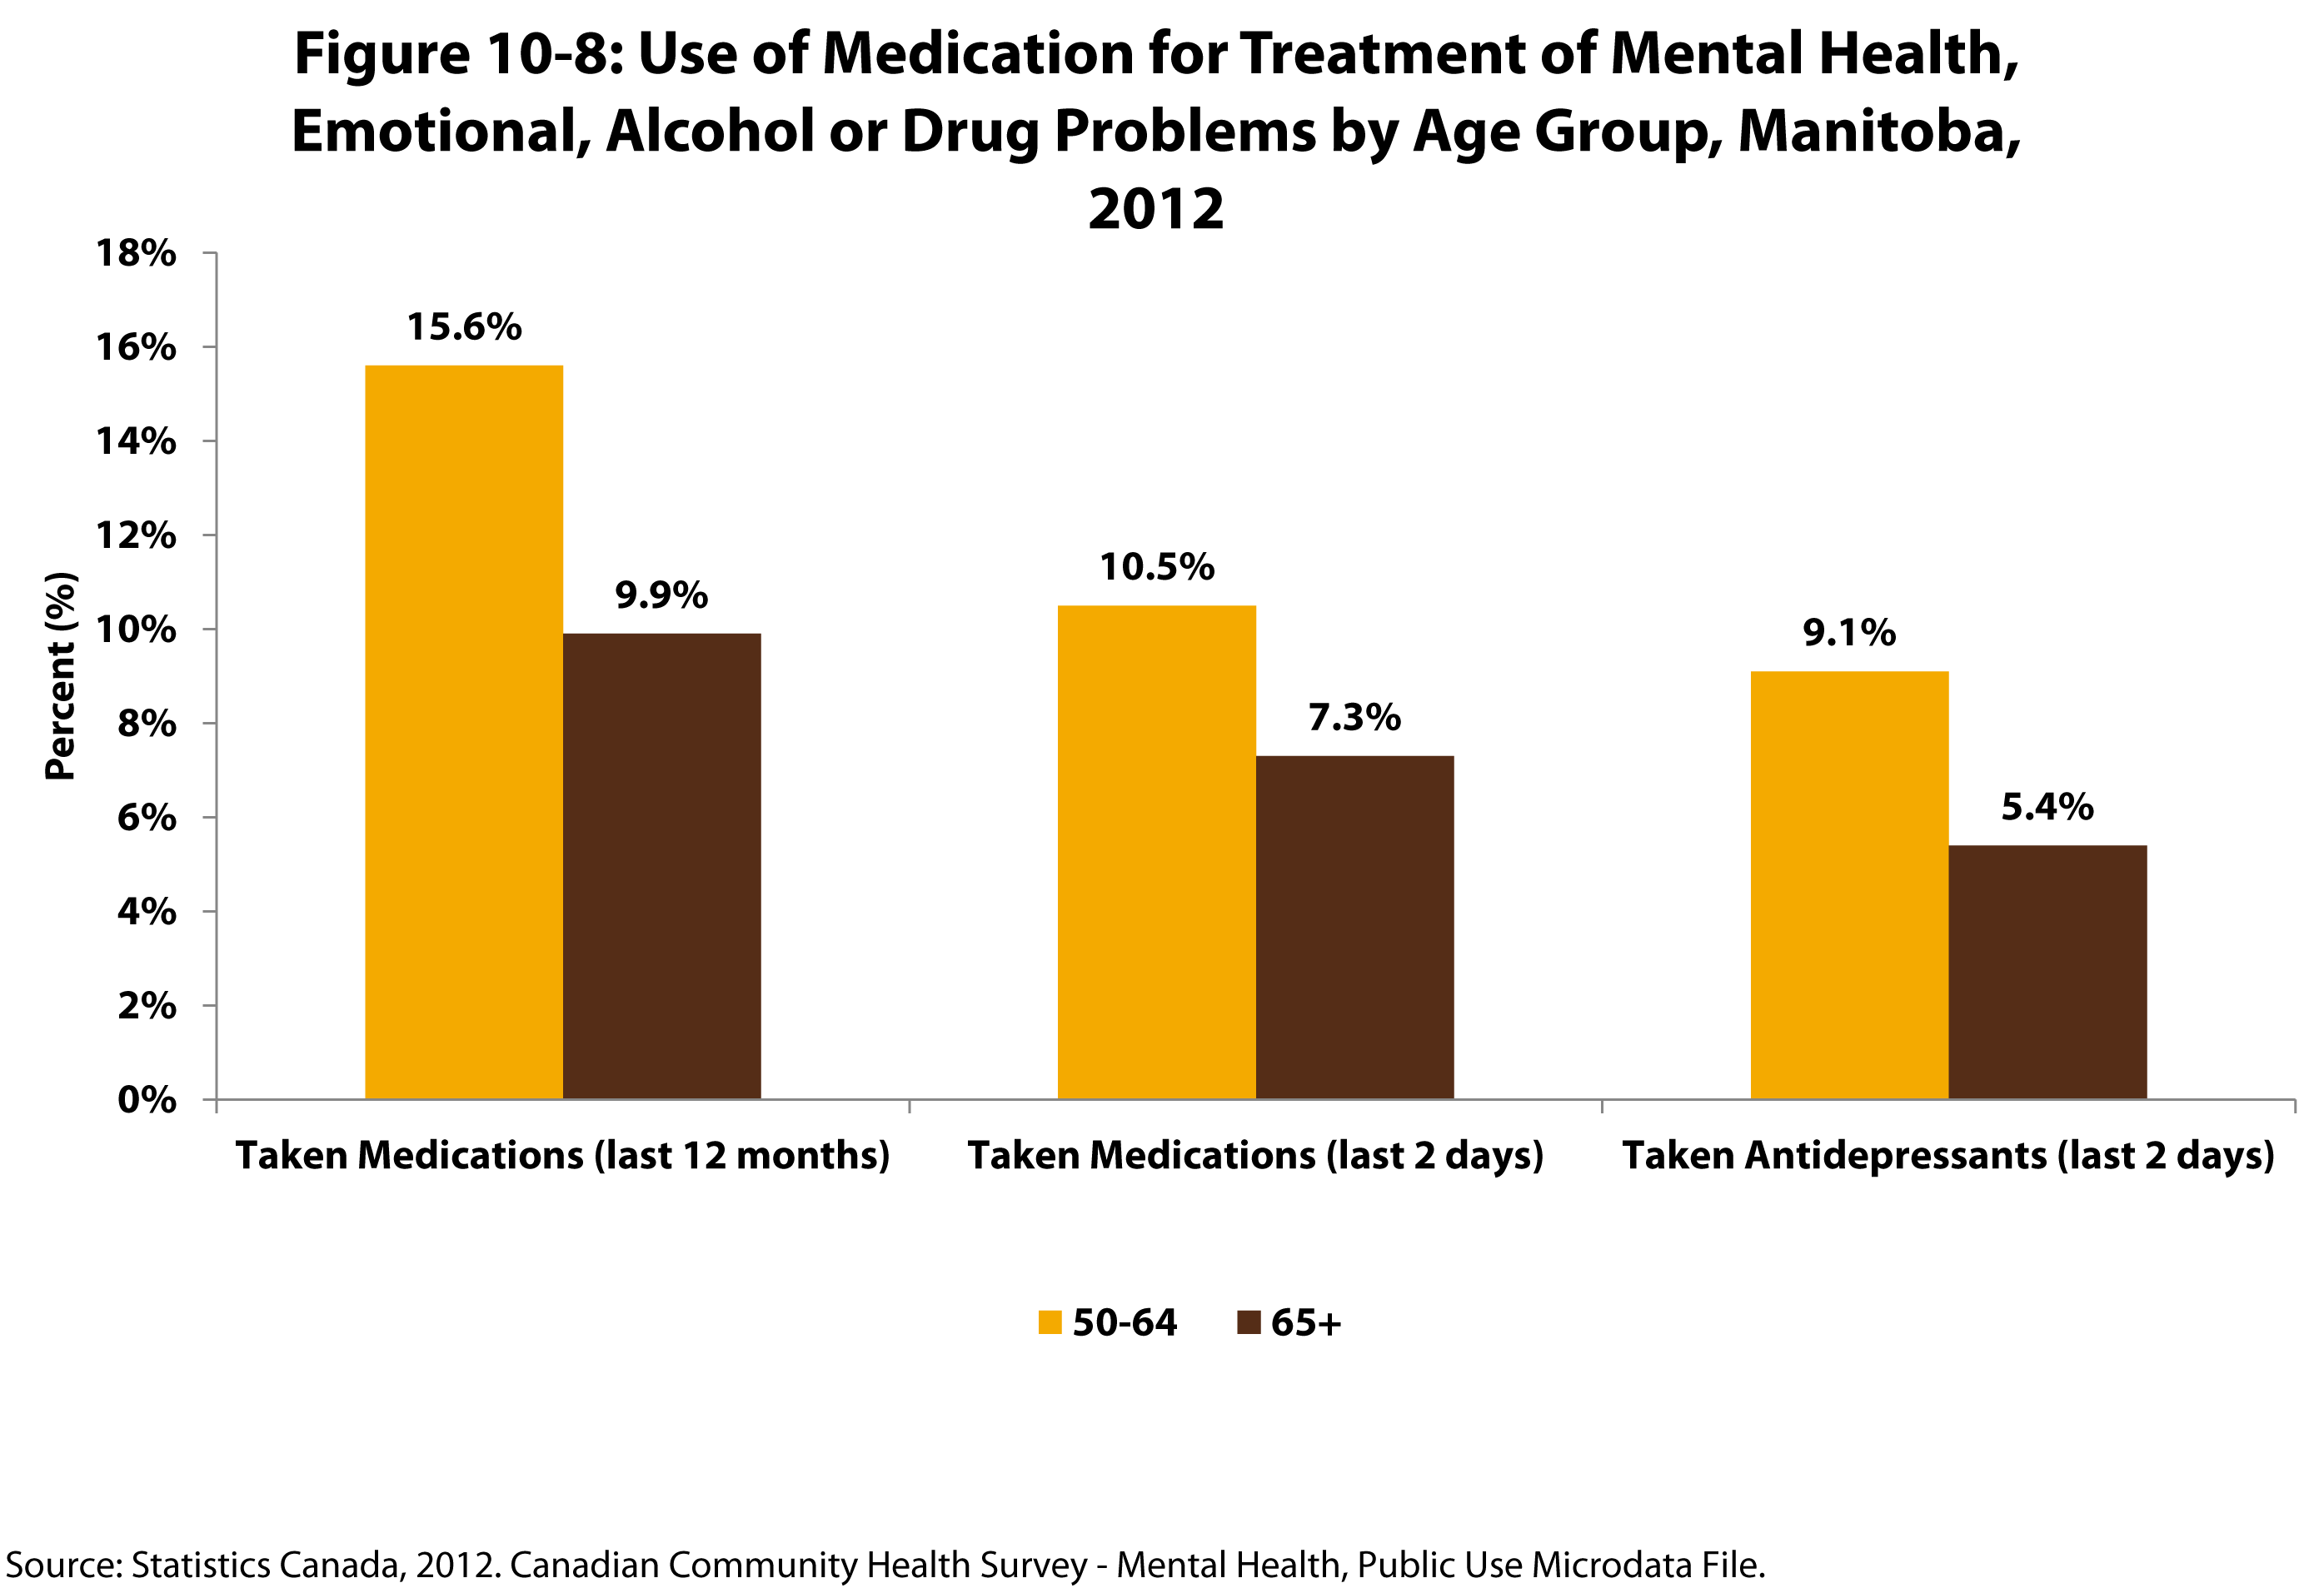 Figure 10-8: Use of Medication for Treatment of Mental Health,
Emotional, Alcohol or Drug Problems by Age Group, Manitoba,
2012
18%
16%
14%
12%
10%
8%
6%
4%
2%
0%
Percent (%)
15.6%
9.9%
10.5%
7.3%
9.1%
5.4%
Taken Medications (last 12 months)
Taken Medications (last 2 days)
Taken Antidepressants (last 2 days)
50-64
65+
Source: Statistics Canada, 2012. Canadian Community Health Survey - Mental Health, Public Use Microdata File.